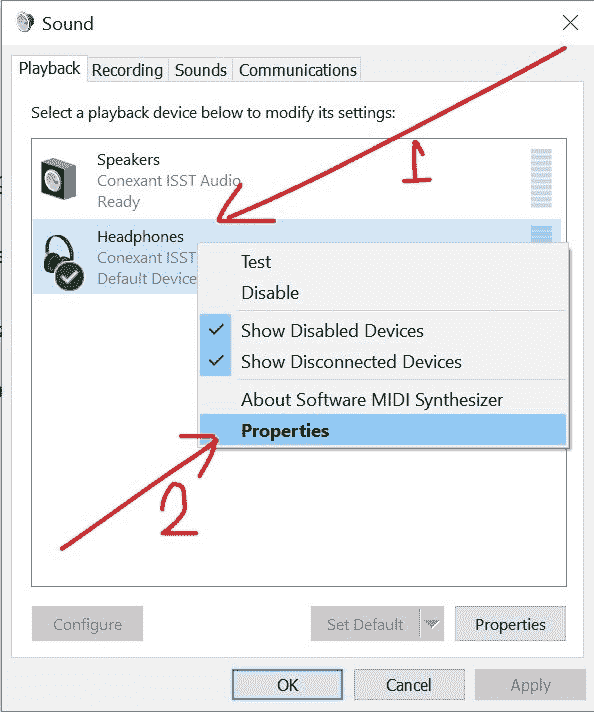 Sound
Playback Recording Sounds Communications
Select a playback device below to modify its settings:
1
Speakers
Conexant ISST Audio
Ready
Headphones
Conexant ISST
Default Device
Test
Disable
Show Disabled Devices
Show Disconnected Devices
About Software MIDI Synthesizer
Properties
2
Configure Set Default Properties
OK Cancel Apply